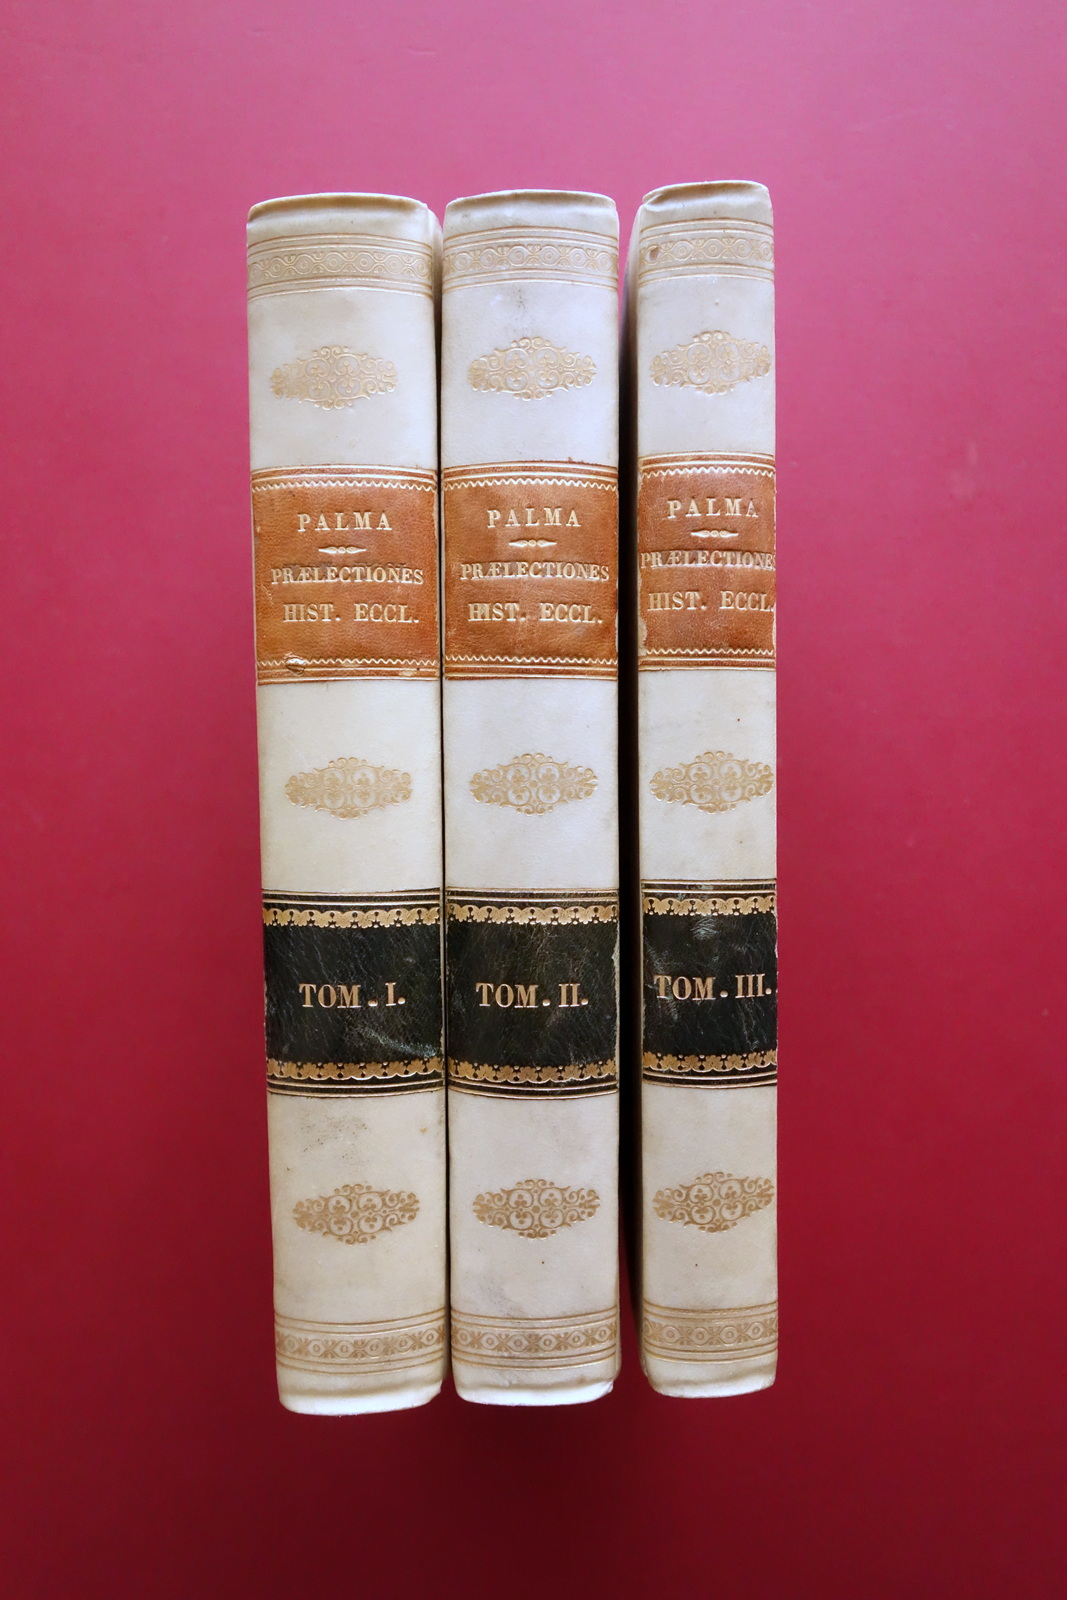 PALMA
PRÆLECTIONES
HIST. ECCL.
TOM. I.
PALMA
PRÆLECTIONES
HIST. ECCL.
TOM. II.
PALMA
PRÆLECTIONES
HIST. ECCL.
TOM. III.